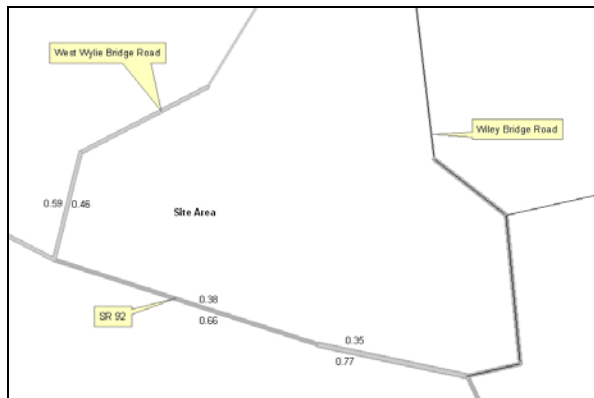 West Wylie Bridge Road
Wiley Bridge Road
0.59 0.46
Site Area
0.38
SR 92
0.66
0.35
0.77